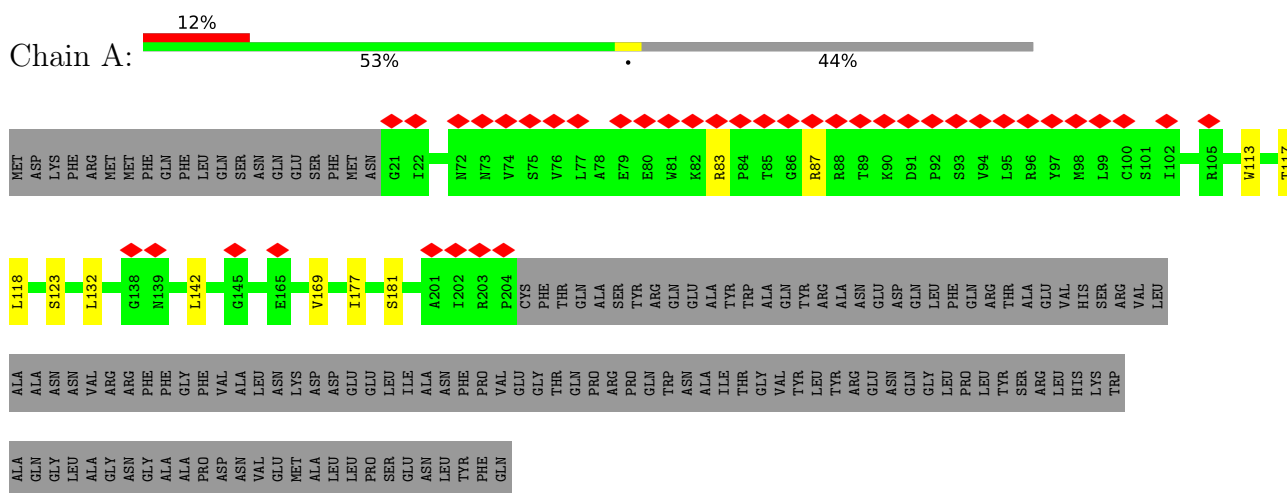 12%
Chain A:
53% • 44%
MET ASP LYS PHE ARG MET MET PHE GLN PHE LEU GLN SER ASN GLN GLU SER PHE MET ASN G21 I22 N72 N73 V74 S75 V76 L77 A78 E79 E80 W81 K82 R83 P84 T85 G86 R87 R88 T89 K90 D91 P92 S93 V94 L95 R96 Y97 M98 L99 C100 S101 I102 R105 W113 T117
L118 S123 L132 G138 N139 L142 G145 E165 V169 I177 S181 A201 I202 R203 P204 CYS PHE THR GLN ALA SER TYR ARG GLN GLU ALA TYR TRP ALA GLN TYR ARG ALA ASN GLU ASP GLN LEU PHE GLN ARG THR ALA GLU VAL HIS SER ARG VAL LEU
ALA ALA ASN ASN VAL ARG ARG PHE PHE GLY PHE VAL ALA LEU ASN LYS ASP ASP GLU GLU LEU ILE ALA ASN PHE PRO VAL GLU GLY THR GLN PRO ARG PRO GLN TRP ASN ALA ILE THR GLY VAL TYR LEU TYR ARG GLU ASN GLN GLY LEU PRO LEU TYR SER ARG LEU HIS LYS TRP
ALA GLN GLY LEU ALA GLY ASN GLY ALA ALA PRO ASP ASN VAL GLU MET ALA LEU LEU PRO SER GLU ASN LEU TYR PHE GLN